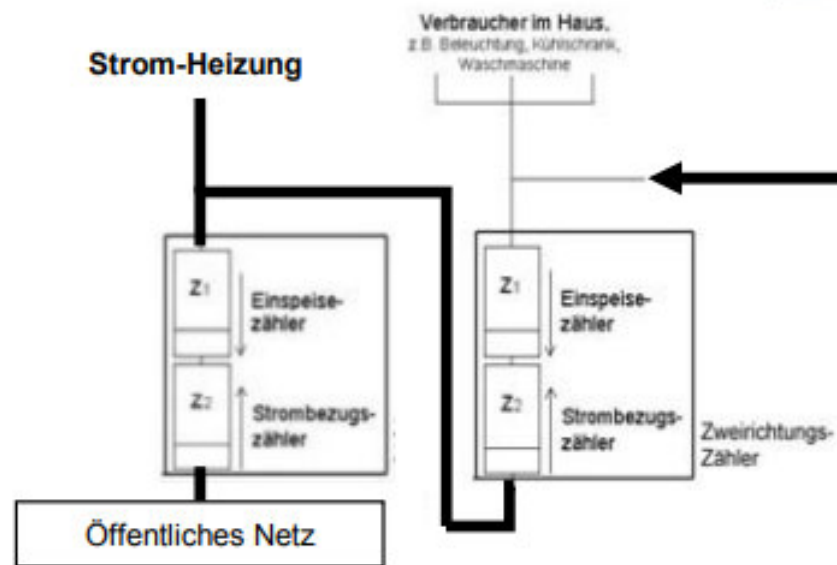 Verbraucher im Haus,
z.B. Beleuchtung, Kühlschrank,
Waschmaschine
Strom-Heizung
Z1
Einspeise-
zähler
Z2
Strombezugs-
zähler
Z1
Einspeise-
zähler
Z2
Strombezugs-
zähler
Zweirichtungs-
Zähler
Öffentliches Netz